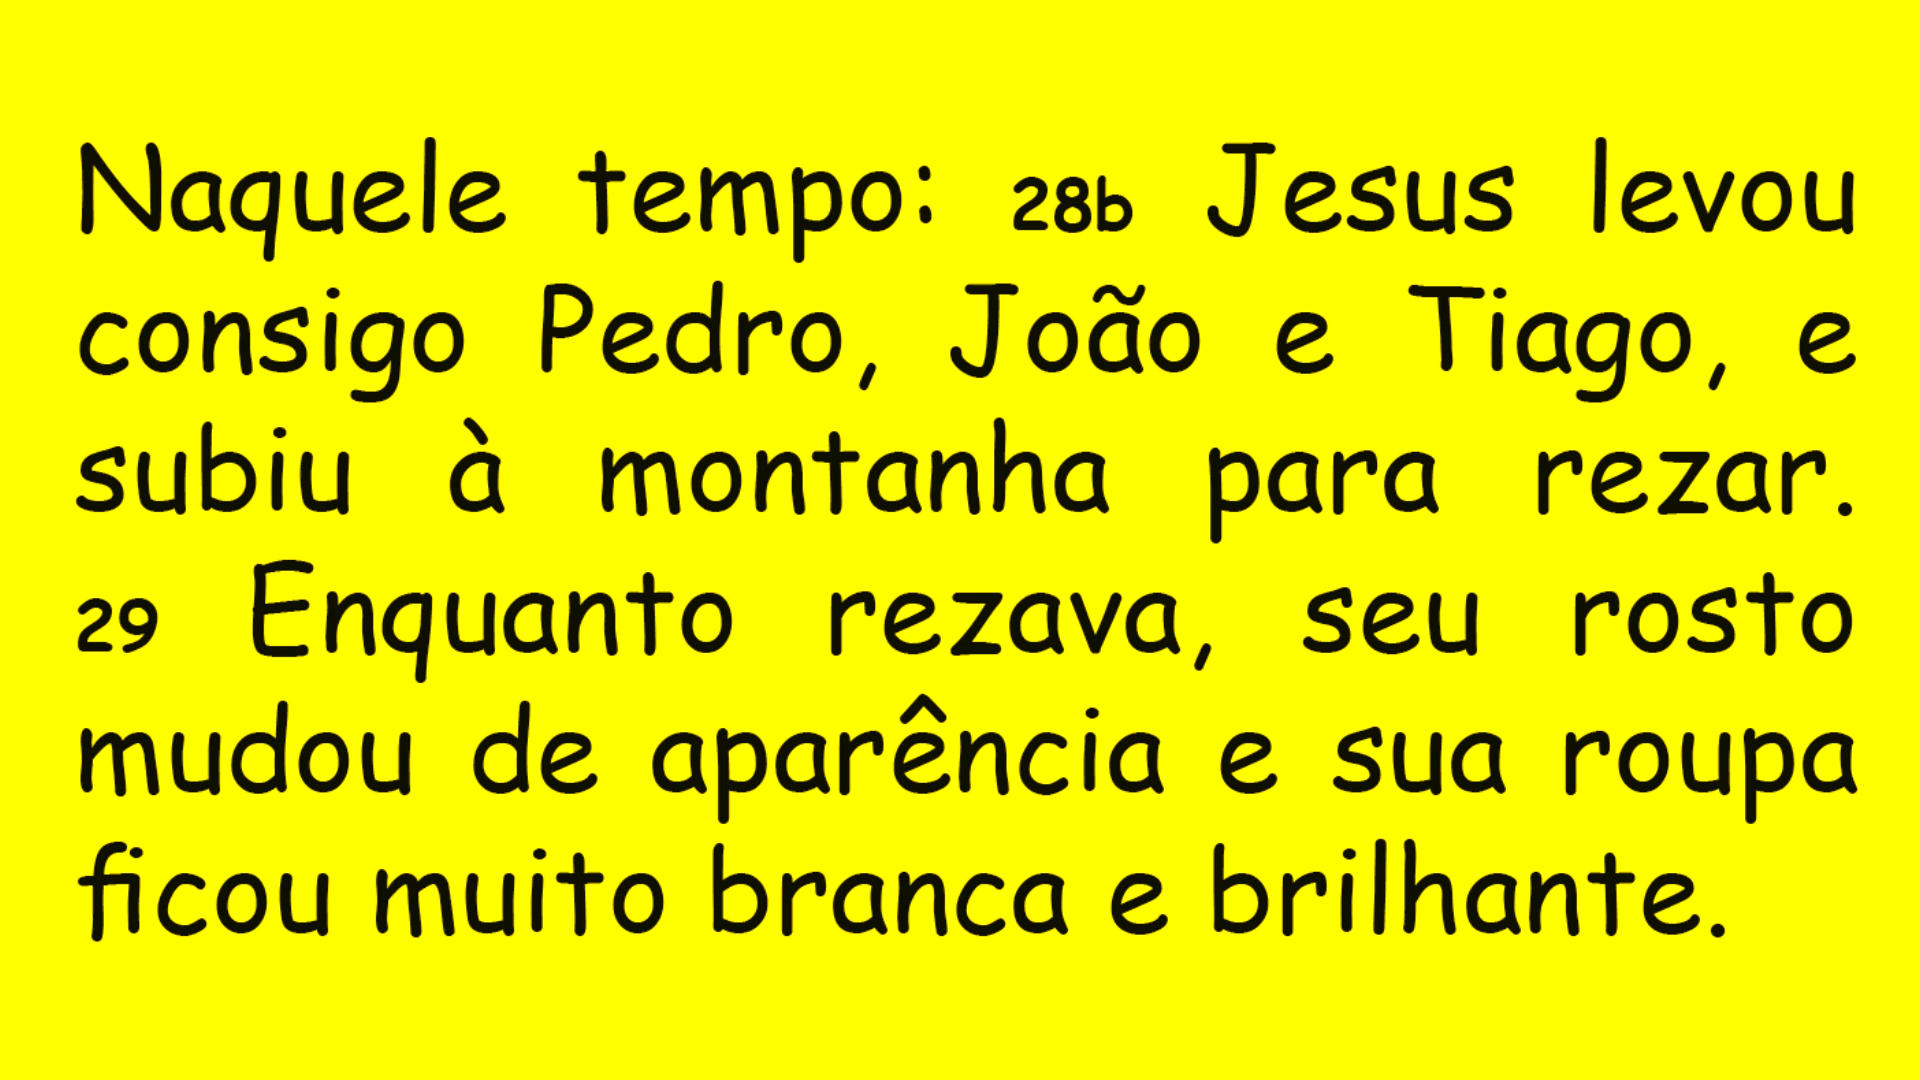 Naquele tempo: 28b Jesus levou
consigo Pedro, João e Tiago, e
subiu à montanha para rezar.
29 Enquanto rezava, seu rosto
mudou de aparência e sua roupa
ficou muito branca e brilhante.